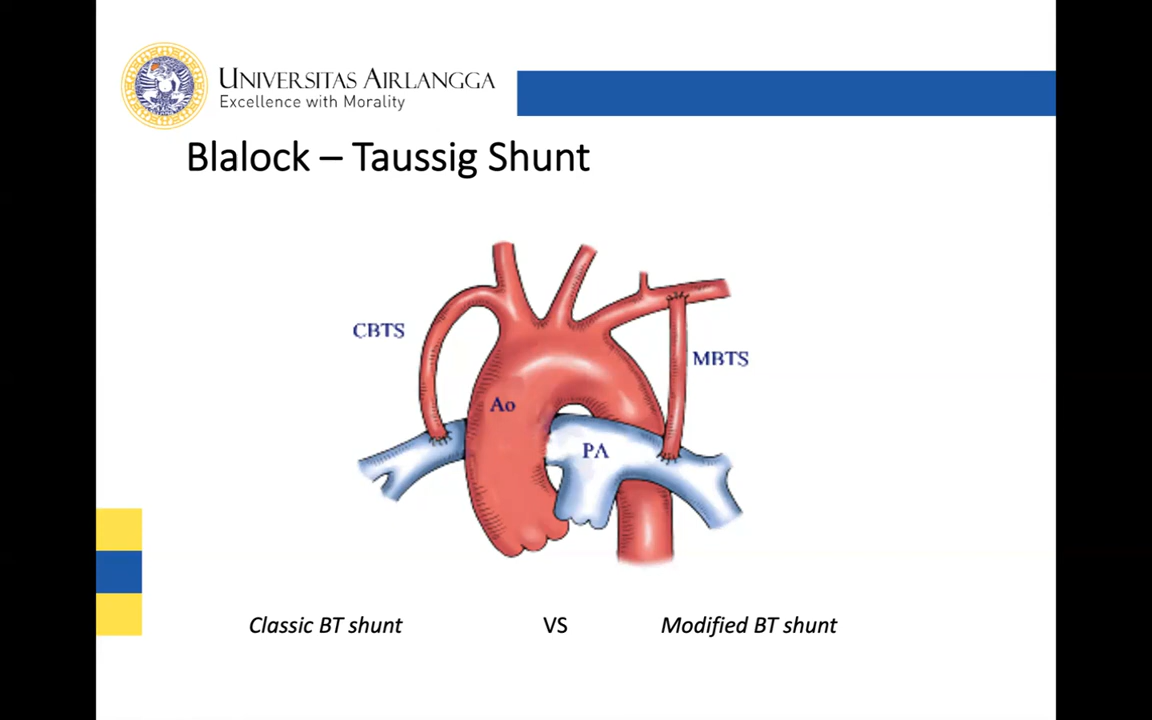 UNIVERSITAS AIRLANGGA
Excellence with Morality
Blalock – Taussig Shunt
CBTS
MBTS
Ao
PA
Classic BT shunt
VS
Modified BT shunt